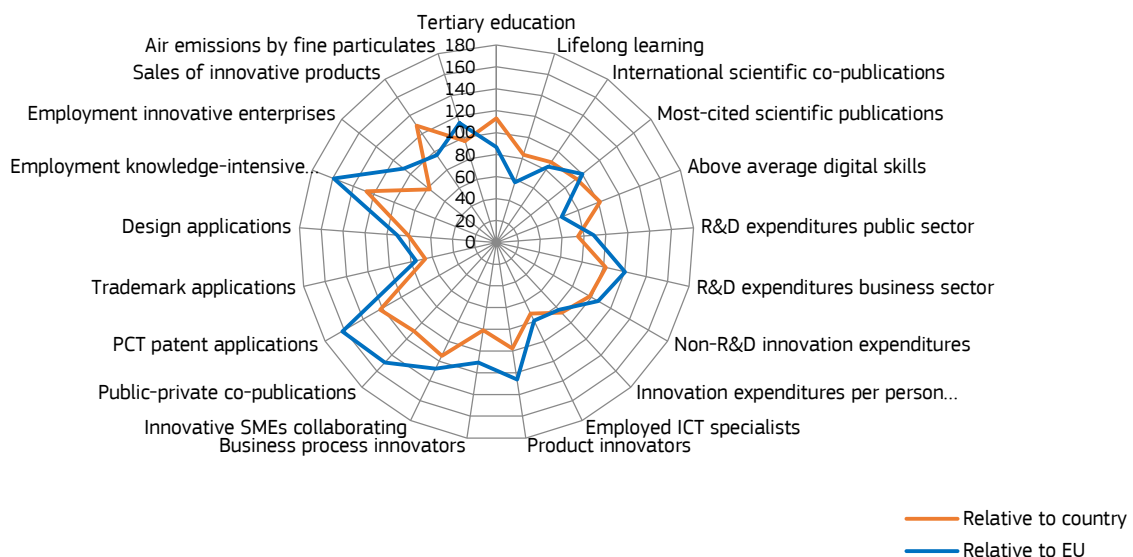 Tertiary education
Lifelong learning
International scientific co-publications
Most-cited scientific publications
Above average digital skills
R&D expenditures public sector
R&D expenditures business sector
Non-R&D innovation expenditures
Innovation expenditures per person...
Employed ICT specialists
Product innovators
Business process innovators
Innovative SMEs collaborating
Public-private co-publications
PCT patent applications
Trademark applications
Design applications
Employment knowledge-intensive...
Employment innovative enterprises
Sales of innovative products
Air emissions by fine particulates
180
160
140
120
100
80
60
40
20
0
Relative to country
Relative to EU